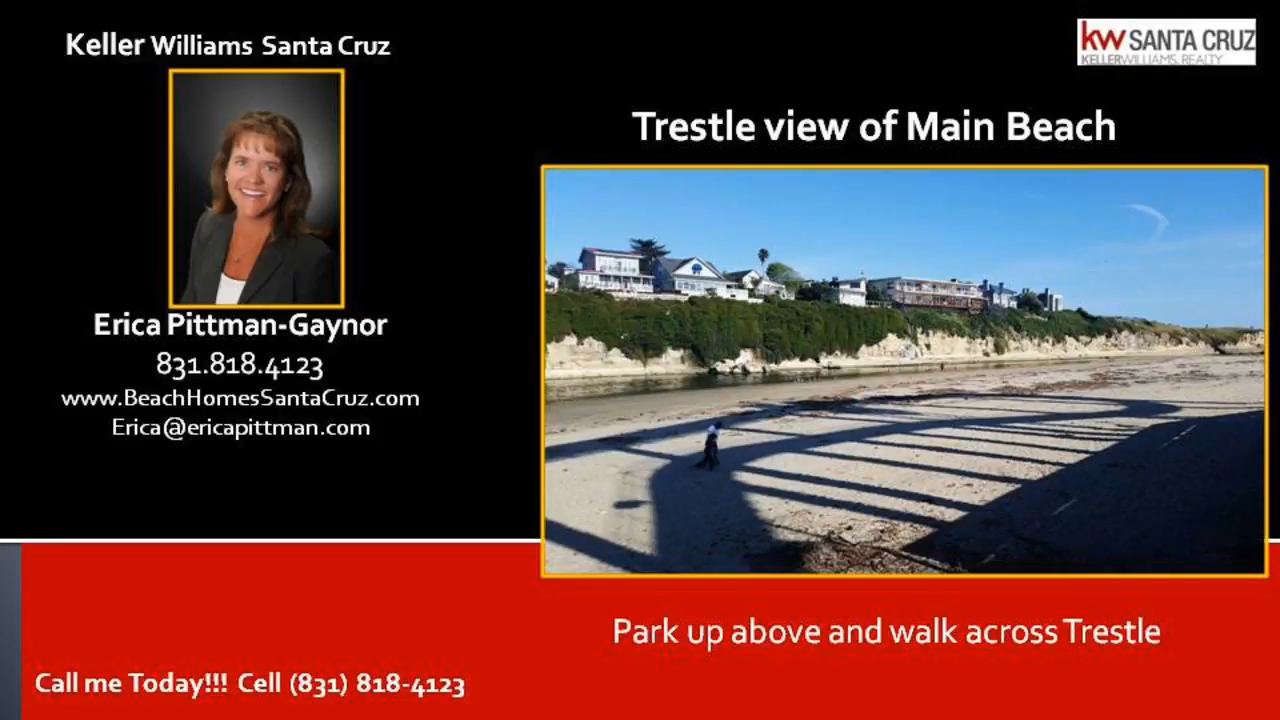 Keller Williams Santa Cruz
kw SANTA CRUZ
KELLERWILLIAMS. REALTY
Trestle view of Main Beach
Erica Pittman-Gaynor
831.818.4123
www.BeachHomesSantaCruz.com
Erica@ericapittman.com
Park up above and walk across Trestle
Call me Today!!! Cell (831) 818-4123